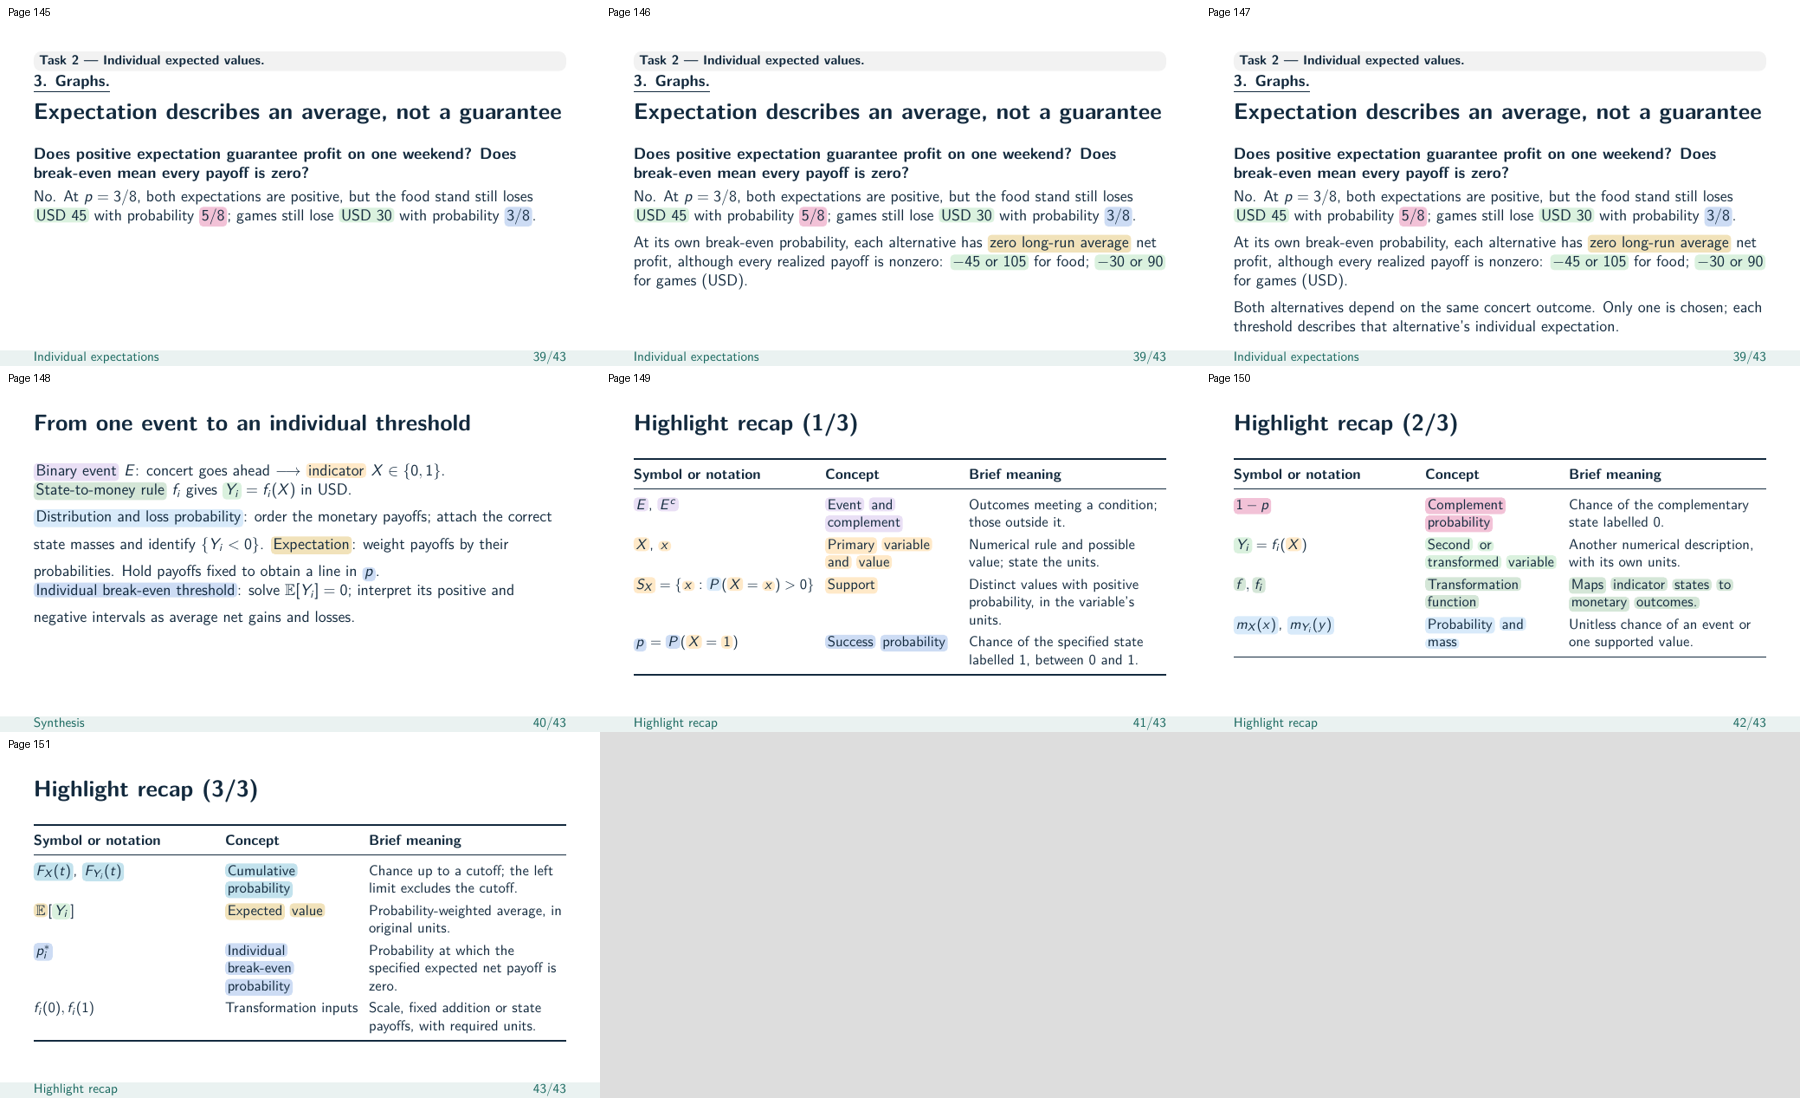 Page 145
Task 2 — Individual expected values.
3. Graphs.
Expectation describes an average, not a guarantee
Does positive expectation guarantee profit on one weekend? Does
break-even mean every payoff is zero?
No. At p = 3/8, both expectations are positive, but the food stand still loses
USD 45 with probability 5/8; games still lose USD 30 with probability 3/8.
Individual expectations
39/43
Page 146
Task 2 — Individual expected values.
3. Graphs.
Expectation describes an average, not a guarantee
Does positive expectation guarantee profit on one weekend? Does
break-even mean every payoff is zero?
No. At p = 3/8, both expectations are positive, but the food stand still loses
USD 45 with probability 5/8; games still lose USD 30 with probability 3/8.
At its own break-even probability, each alternative has zero long-run average net
profit, although every realized payoff is nonzero: −45 or 105 for food; −30 or 90
for games (USD).
Individual expectations
39/43
Page 147
Task 2 — Individual expected values.
3. Graphs.
Expectation describes an average, not a guarantee
Does positive expectation guarantee profit on one weekend? Does
break-even mean every payoff is zero?
No. At p = 3/8, both expectations are positive, but the food stand still loses
USD 45 with probability 5/8; games still lose USD 30 with probability 3/8.
At its own break-even probability, each alternative has zero long-run average net
profit, although every realized payoff is nonzero: −45 or 105 for food; −30 or 90
for games (USD).
Both alternatives depend on the same concert outcome. Only one is chosen; each
threshold describes that alternative's individual expectation.
Individual expectations
39/43
Page 148
From one event to an individual threshold
Binary event E: concert goes ahead ⟶ indicator X ∈ {0, 1}.
State-to-money rule f_i gives Y_i = f_i(X) in USD.
Distribution and loss probability: order the monetary payoffs; attach the correct
state masses and identify {Y_i < 0}. Expectation: weight payoffs by their
probabilities. Hold payoffs fixed to obtain a line in p.
Individual break-even threshold: solve 𝔼[Y_i] = 0; interpret its positive and
negative intervals as average net gains and losses.
Synthesis
40/43
Page 149
Highlight recap (1/3)
Symbol or notation Concept Brief meaning
E, E^c Event and complement Outcomes meeting a condition; those outside it.
X, x Primary variable and value Numerical rule and possible value; state the units.
S_X = {x : P(X = x) > 0} Support Distinct values with positive probability, in the variable's units.
p = P(X = 1) Success probability Chance of the specified state labelled 1, between 0 and 1.
Highlight recap
41/43
Page 150
Highlight recap (2/3)
Symbol or notation Concept Brief meaning
1 − p Complement probability Chance of the complementary state labelled 0.
Y_i = f_i(X) Second or transformed variable Another numerical description, with its own units.
f, f_i Transformation function Maps indicator states to monetary outcomes.
m_X(x), m_{Y_i}(y) Probability and mass Unitless chance of an event or one supported value.
Highlight recap
42/43
Page 151
Highlight recap (3/3)
Symbol or notation Concept Brief meaning
F_X(t), F_{Y_i}(t) Cumulative probability Chance up to a cutoff; the left limit excludes the cutoff.
𝔼[Y_i] Expected value Probability-weighted average, in original units.
p_i^* Individual break-even probability Probability at which the specified expected net payoff is zero.
f_i(0), f_i(1) Transformation inputs Scale, fixed addition or state payoffs, with required units.
Highlight recap
43/43